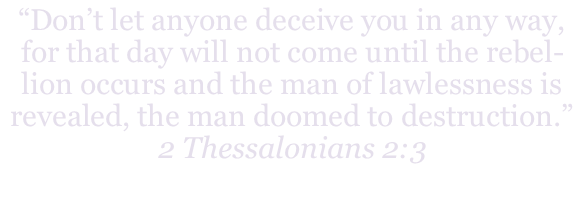 “Don’t let anyone deceive you in any way,
for that day will not come until the rebel-
lion occurs and the man of lawlessness is
revealed, the man doomed to destruction.”
2 Thessalonians 2:3